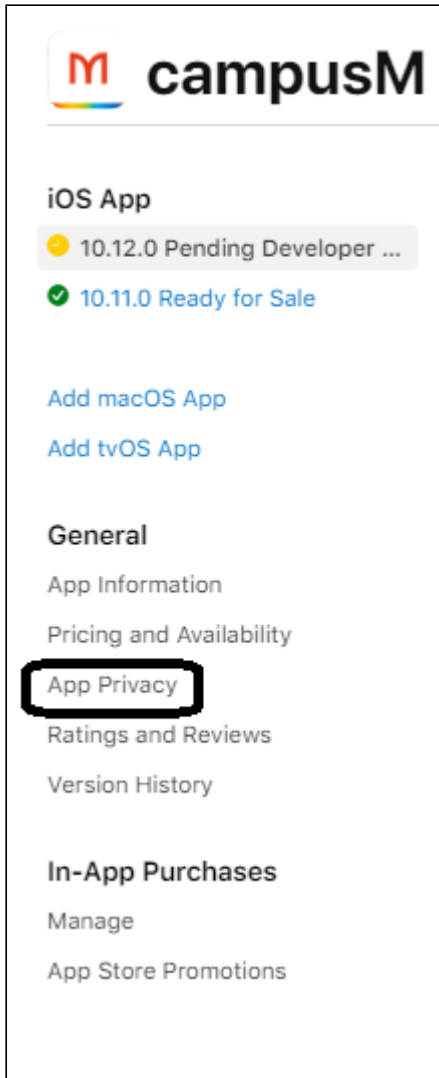 m campusM
iOS App
10.12.0 Pending Developer ...
10.11.0 Ready for Sale
Add macOS App
Add tvOS App
General
App Information
Pricing and Availability
App Privacy
Ratings and Reviews
Version History
In-App Purchases
Manage
App Store Promotions